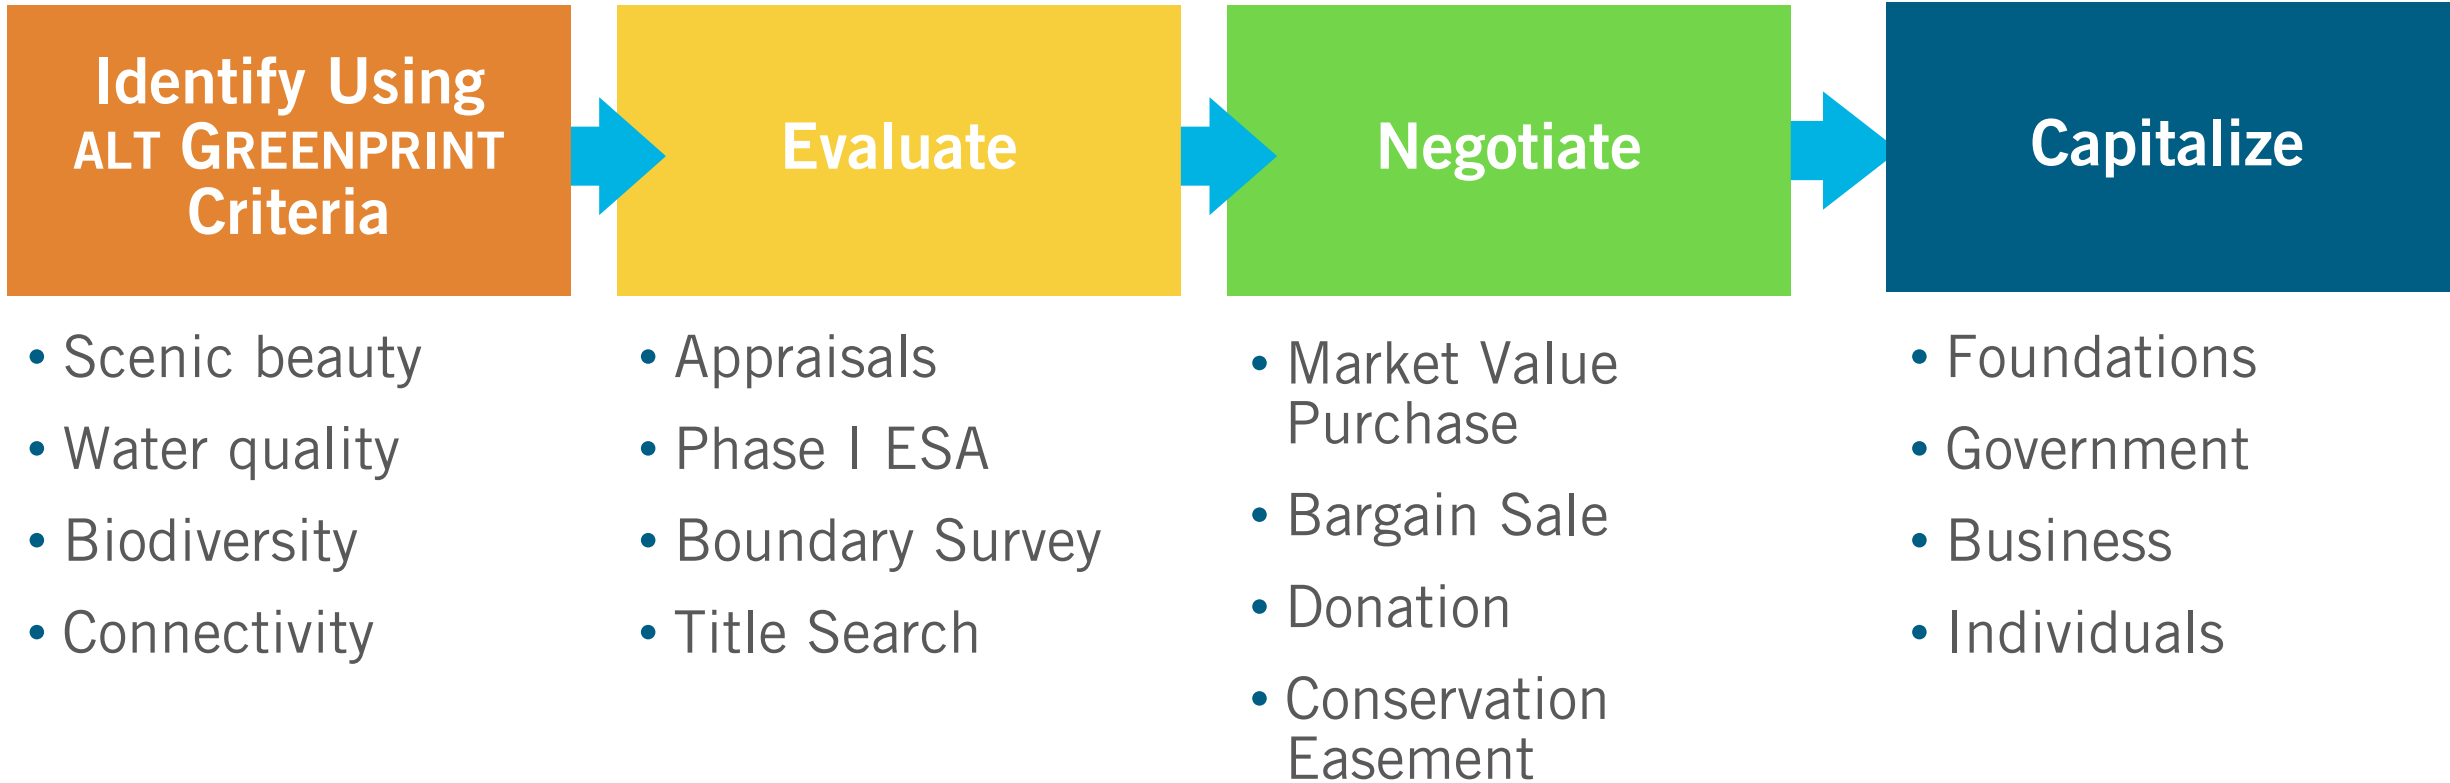 Identify Using
ALT GREENPRINT
Criteria
• Scenic beauty
• Water quality
• Biodiversity
• Connectivity
Evaluate
• Appraisals
• Phase I ESA
• Boundary Survey
• Title Search
Negotiate
• Market Value
Purchase
• Bargain Sale
• Donation
• Conservation
Easement
Capitalize
• Foundations
• Government
• Business
• Individuals